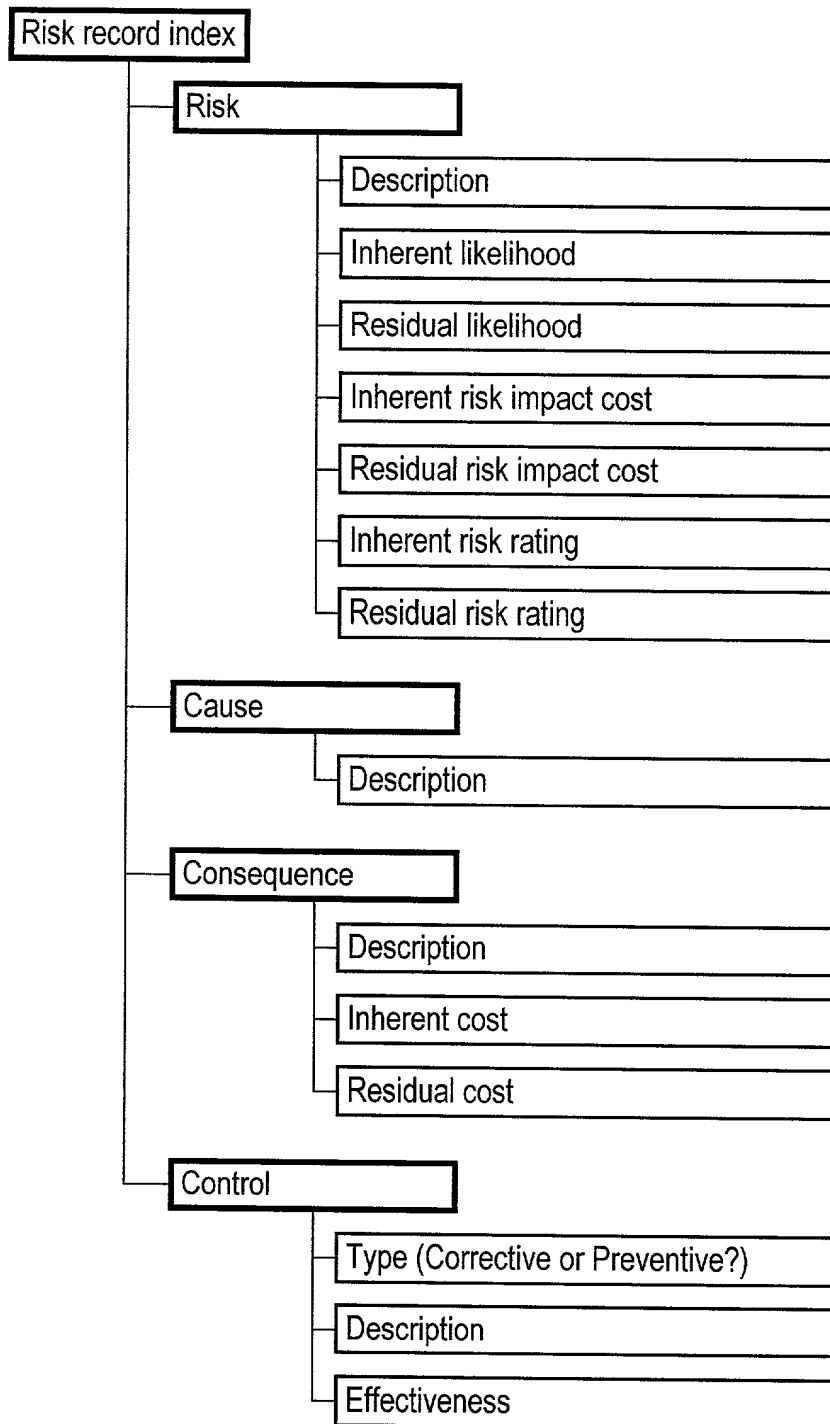 Risk record index
Risk
Description
Inherent likelihood
Residual likelihood
Inherent risk impact cost
Residual risk impact cost
Inherent risk rating
Residual risk rating
Cause
Description
Consequence
Description
Inherent cost
Residual cost
Control
Type (Corrective or Preventive?)
Description
Effectiveness